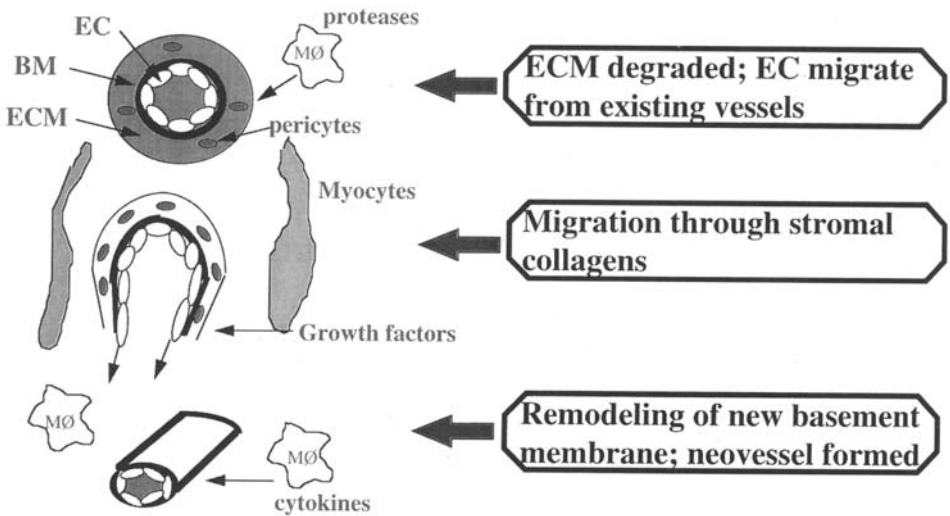 proteases
EC
MØ
BM
ECM
pericytes
ECM degraded; EC migrate
from existing vessels
Myocytes
Migration through stromal
collagens
Growth factors
MØ
MØ
cytokines
Remodeling of new basement
membrane; neovessel formed